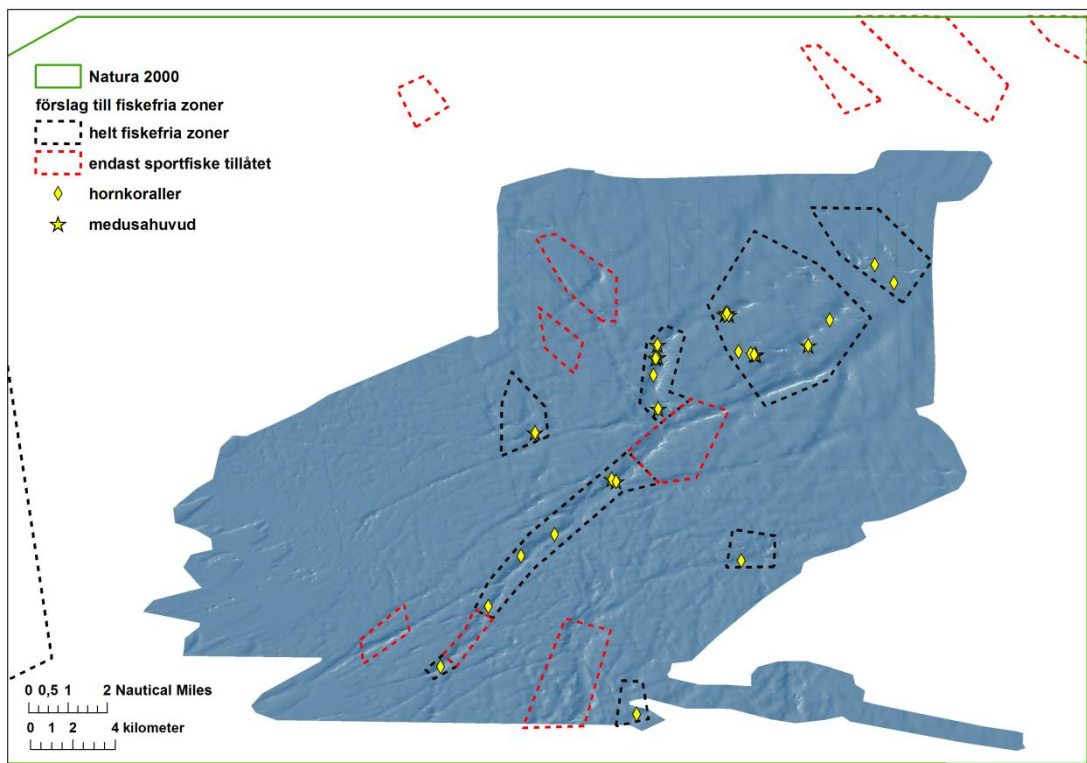 Natura 2000
förslag till fiskefria zoner
helt fiskefria zoner
endast sportfiske tillåtet
hornkoraller
medusahuvud
0 0,5 1 2 Nautical Miles
0 1 2 4 kilometer